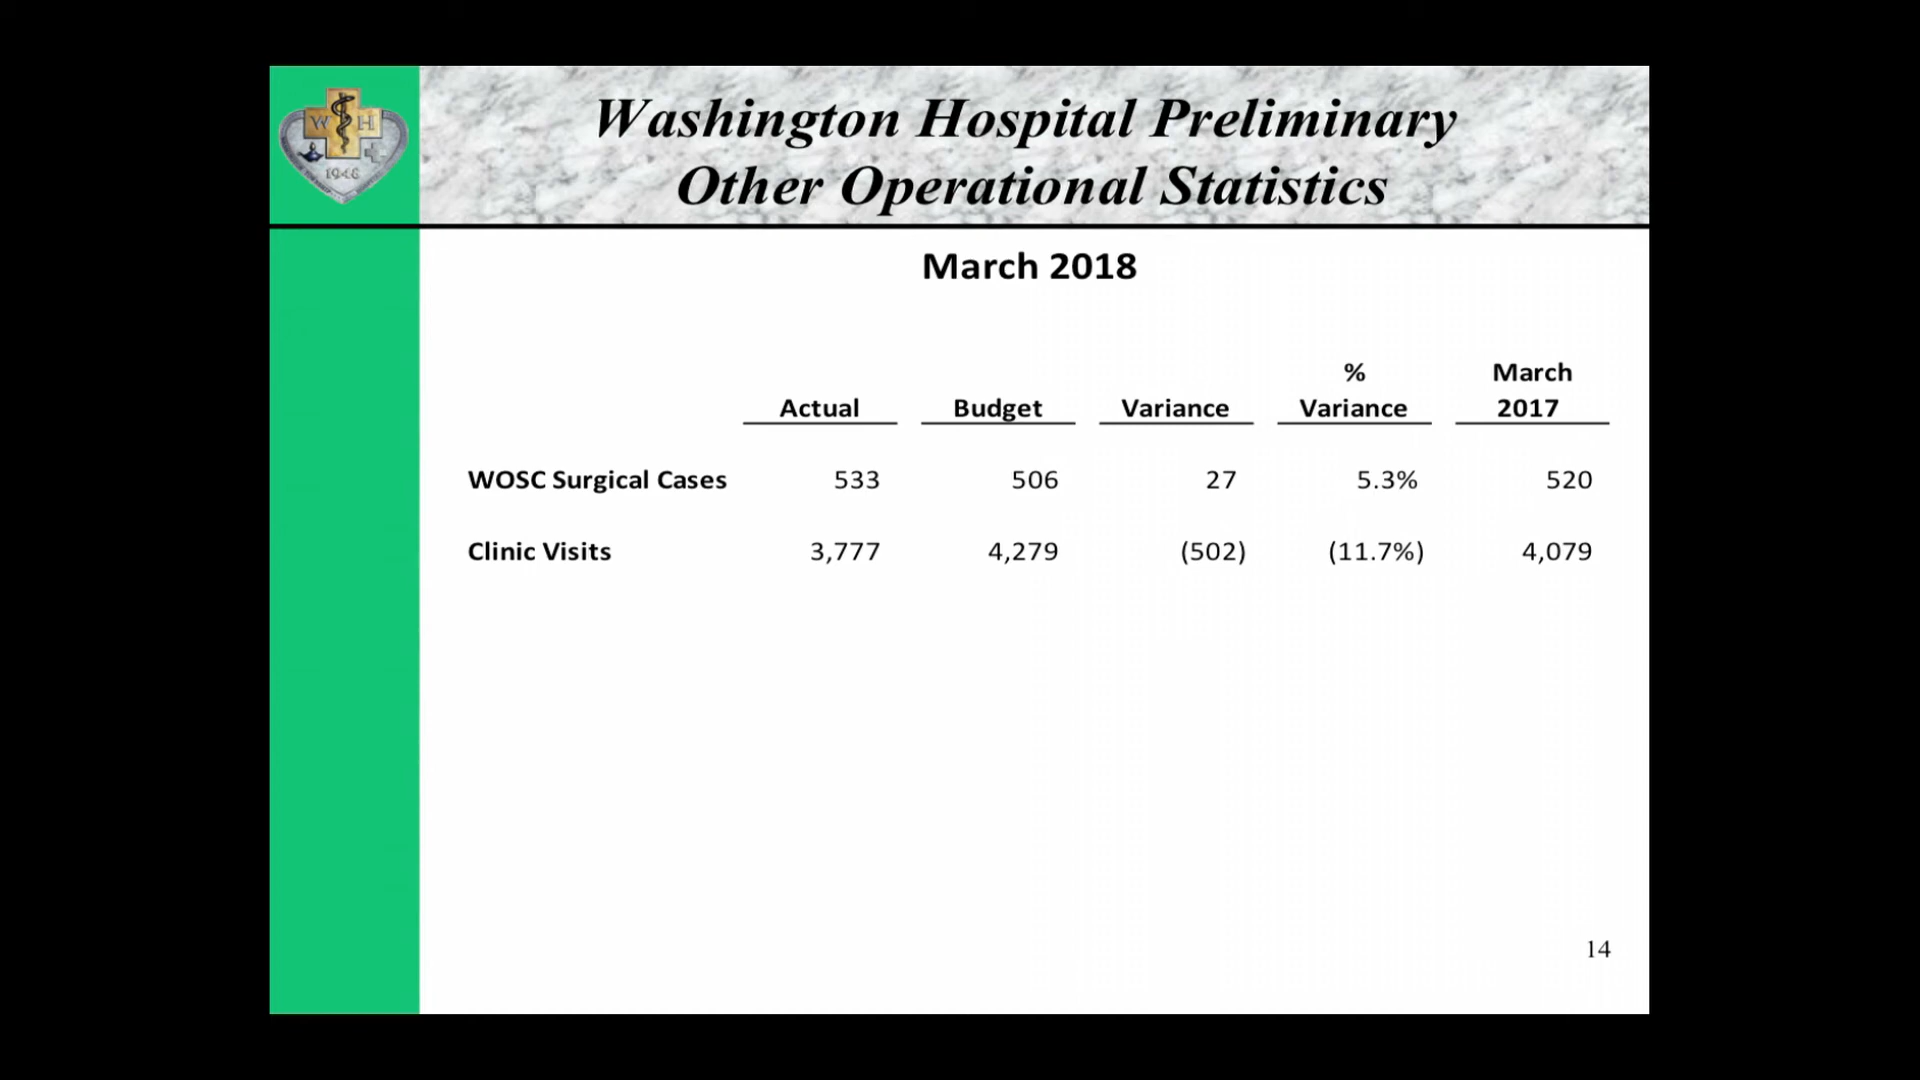 W H
1948
Washington Hospital Preliminary
Other Operational Statistics
March 2018
% March
Actual Budget Variance Variance 2017
WOSC Surgical Cases 533 506 27 5.3% 520
Clinic Visits 3,777 4,279 (502) (11.7%) 4,079
14